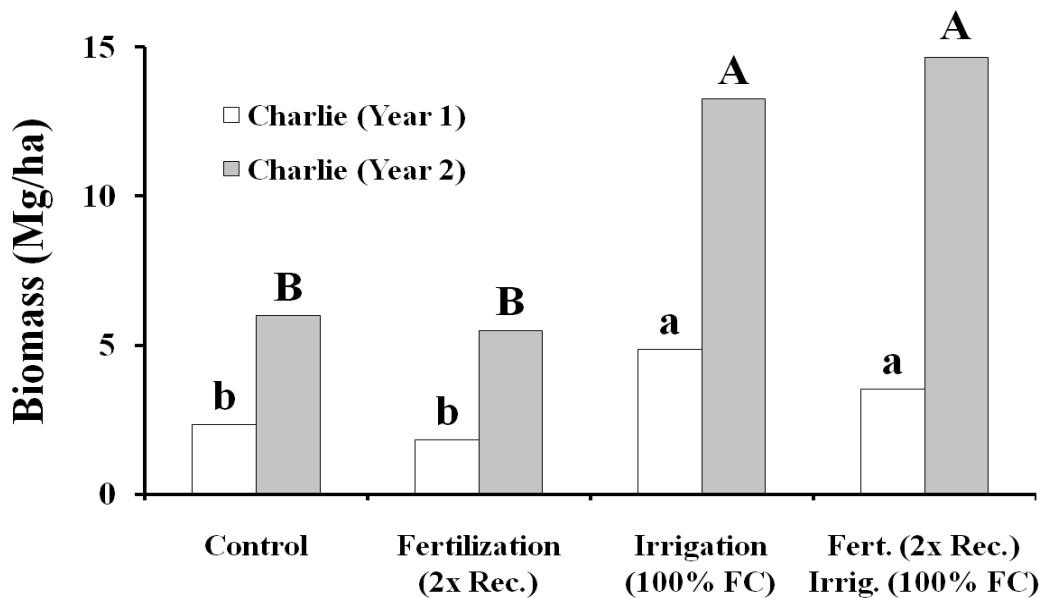 Biomass (Mg/ha)
15
10
5
0
Charlie (Year 1)
Charlie (Year 2)
b
B
b
B
a
A
a
A
Control
Fertilization
(2x Rec.)
Irrigation
(100% FC)
Fert. (2x Rec.)
Irrig. (100% FC)